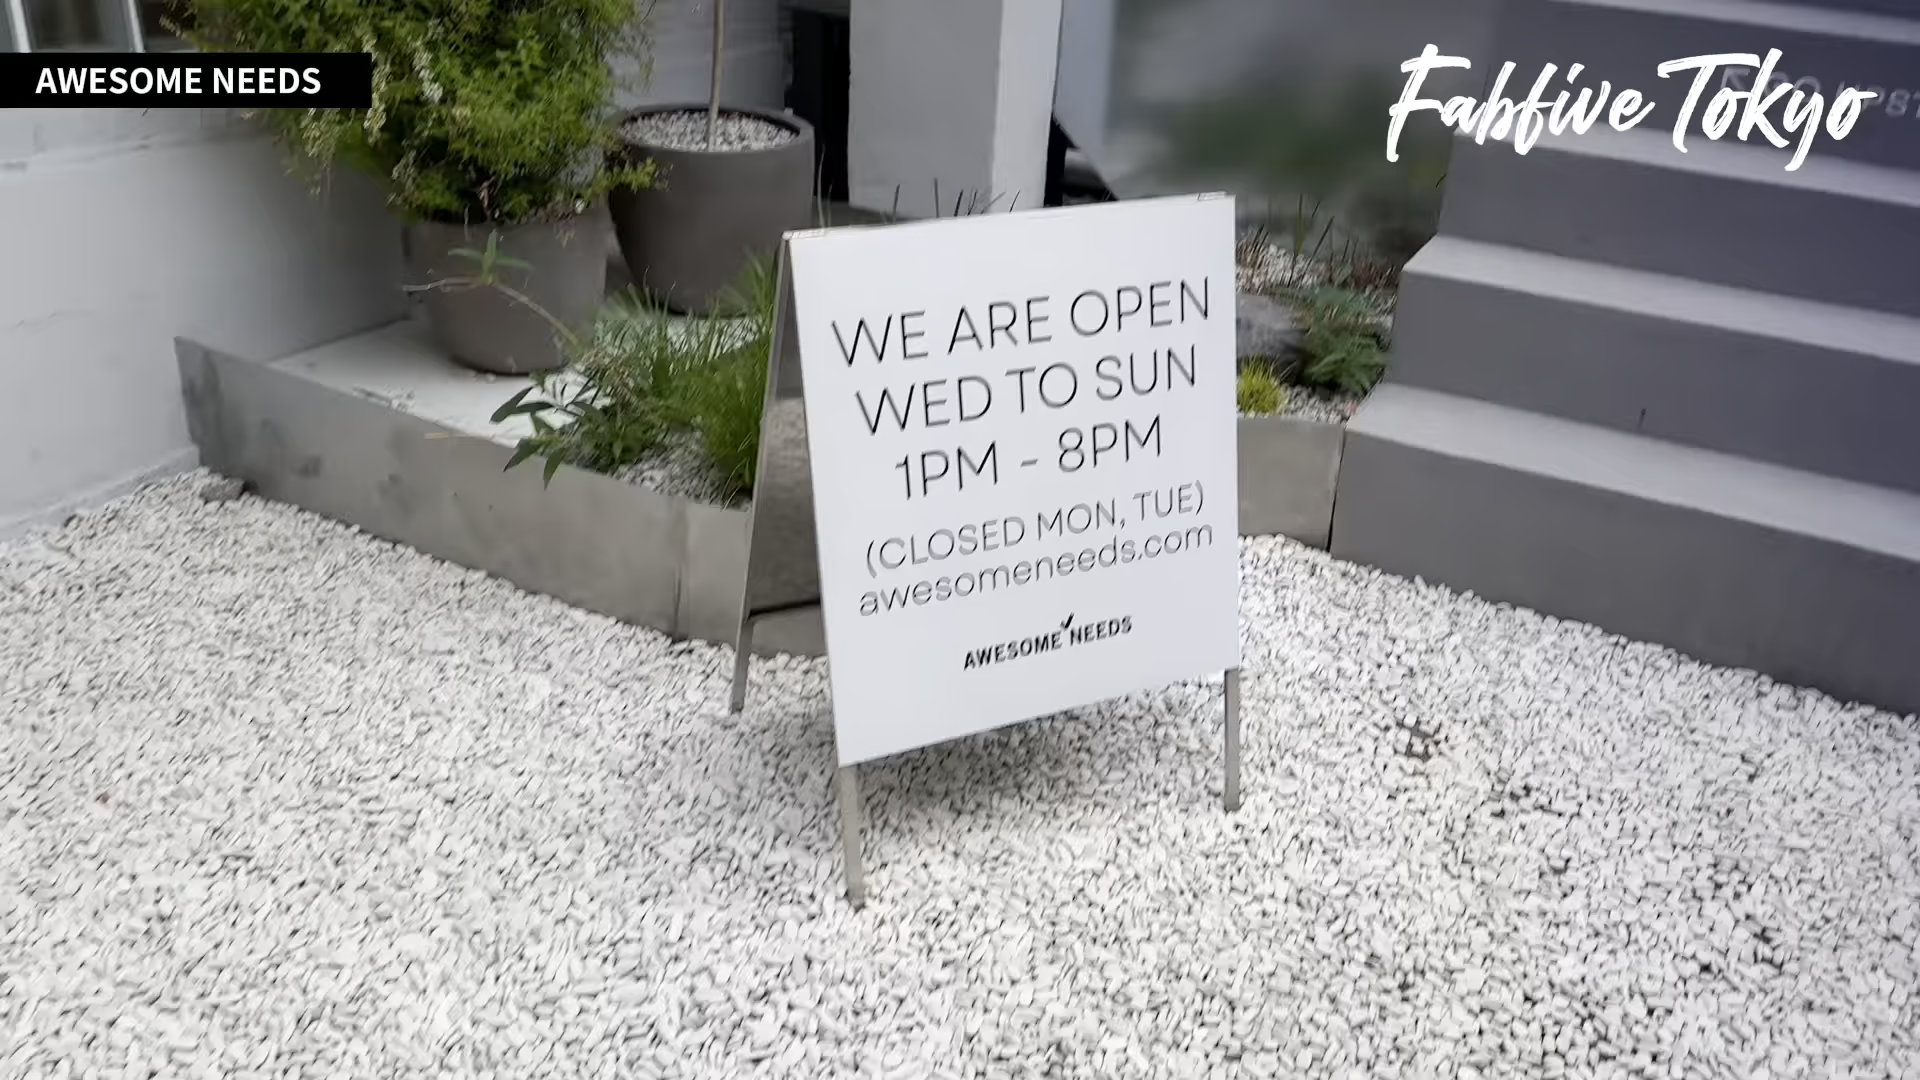 AWESOME NEEDS
Fabfive Tokyo
WE ARE OPEN
WED TO SUN
1PM - 8PM
(CLOSED MON, TUE)
awesomeneeds.com
AWESOME NEEDS